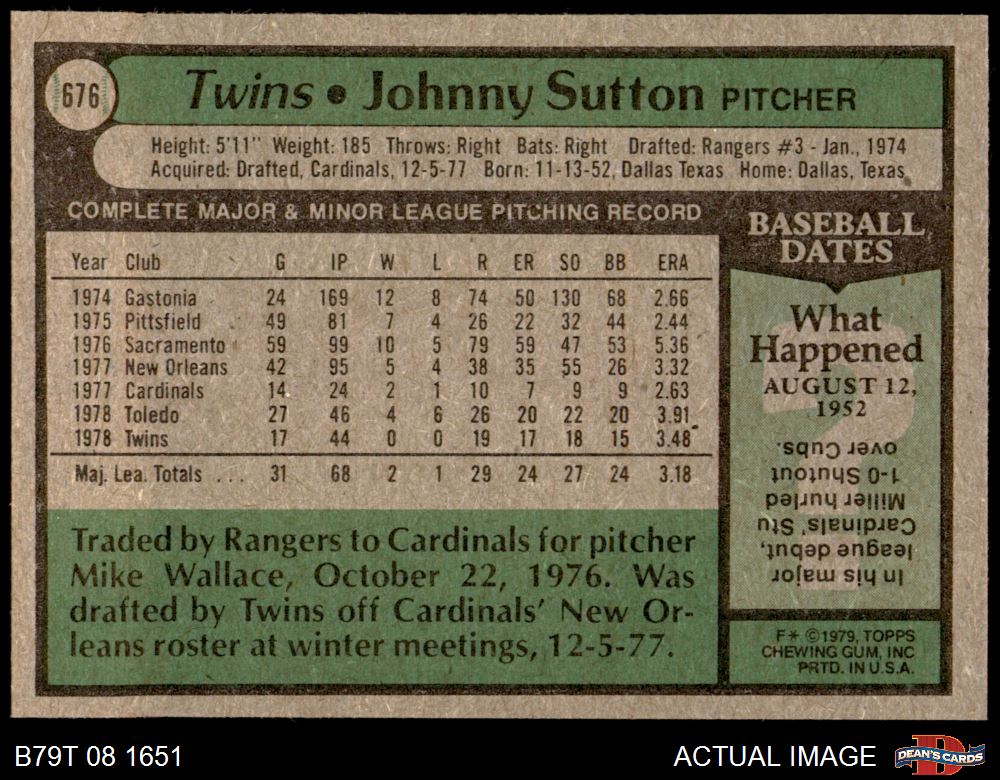 676
Twins • Johnny Sutton PITCHER
Height: 5'11" Weight: 185 Throws: Right Bats: Right Drafted: Rangers #3 - Jan., 1974
Acquired: Drafted, Cardinals, 12-5-77 Born: 11-13-52, Dallas Texas Home: Dallas, Texas
COMPLETE MAJOR & MINOR LEAGUE PITCHING RECORD
Year Club G IP W L R ER SO BB ERA
1974 Gastonia 24 169 12 8 74 50 130 68 2.66
1975 Pittsfield 49 81 7 4 26 22 32 44 2.44
1976 Sacramento 59 99 10 5 79 59 47 53 5.36
1977 New Orleans 42 95 5 4 38 35 55 26 3.32
1977 Cardinals 14 24 2 1 10 7 9 9 2.63
1978 Toledo 27 46 4 6 26 20 22 20 3.91
1978 Twins 17 44 0 0 19 17 18 15 3.48
Maj. Lea. Totals ... 31 68 2 1 29 24 27 24 3.18
Traded by Rangers to Cardinals for pitcher
Mike Wallace, October 22, 1976. Was
drafted by Twins off Cardinals' New Or-
leans roster at winter meetings, 12-5-77.
BASEBALL
DATES
What
Happened
AUGUST 12,
1952
In his major
league debut,
Cardinals' Stu
Miller hurled
1-0 Shutout
over Cubs.
F* ©1979, TOPPS
CHEWING GUM, INC
PRTD. IN U.S.A.
B79T 08 1651
ACTUAL IMAGE
DEAN'S CARDS